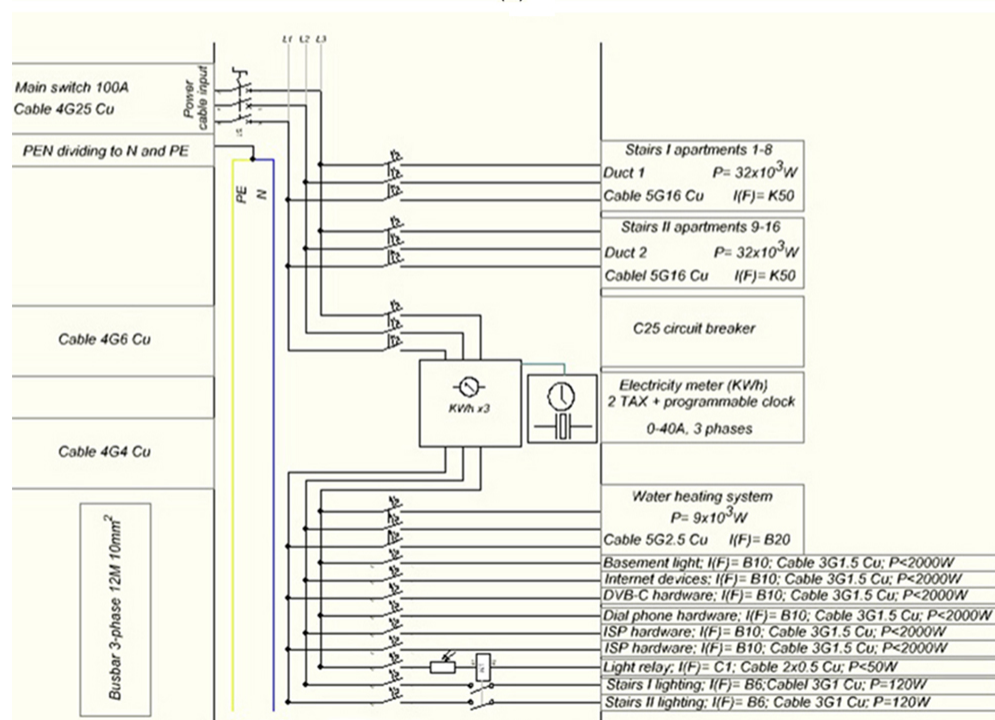 L1 L2 L3
Main switch 100A
Cable 4G25 Cu
Power
cable input
PEN dividing to N and PE
PE
N
Stairs I apartments 1-8
Duct 1 P= 32x10³W
Cable 5G16 Cu I(F)= K50
Stairs II apartments 9-16
Duct 2 P= 32x10³W
Cablel 5G16 Cu I(F)= K50
Cable 4G6 Cu
C25 circuit breaker
KWh x3
Electricity meter (KWh)
2 TAX + programmable clock
0-40A, 3 phases
Cable 4G4 Cu
Busbar 3-phase 12M 10mm²
Water heating system
P= 9x10³W
Cable 5G2.5 Cu I(F)= B20
Basement light; I(F)= B10; Cable 3G1.5 Cu; P<2000W
Internet devices; I(F)= B10; Cable 3G1.5 Cu; P<2000W
DVB-C hardware; I(F)= B10; Cable 3G1.5 Cu; P<2000W
Dial phone hardware; I(F)= B10; Cable 3G1.5 Cu; P<2000W
ISP hardware; I(F)= B10; Cable 3G1.5 Cu; P<2000W
ISP hardware; I(F)= B10; Cable 3G1.5 Cu; P<2000W
Light relay; I(F)= C1; Cable 2x0.5 Cu; P<50W
Stairs I lighting; I(F)= B6;Cablel 3G1 Cu; P=120W
Stairs II lighting; I(F)= B6; Cable 3G1 Cu; P=120W